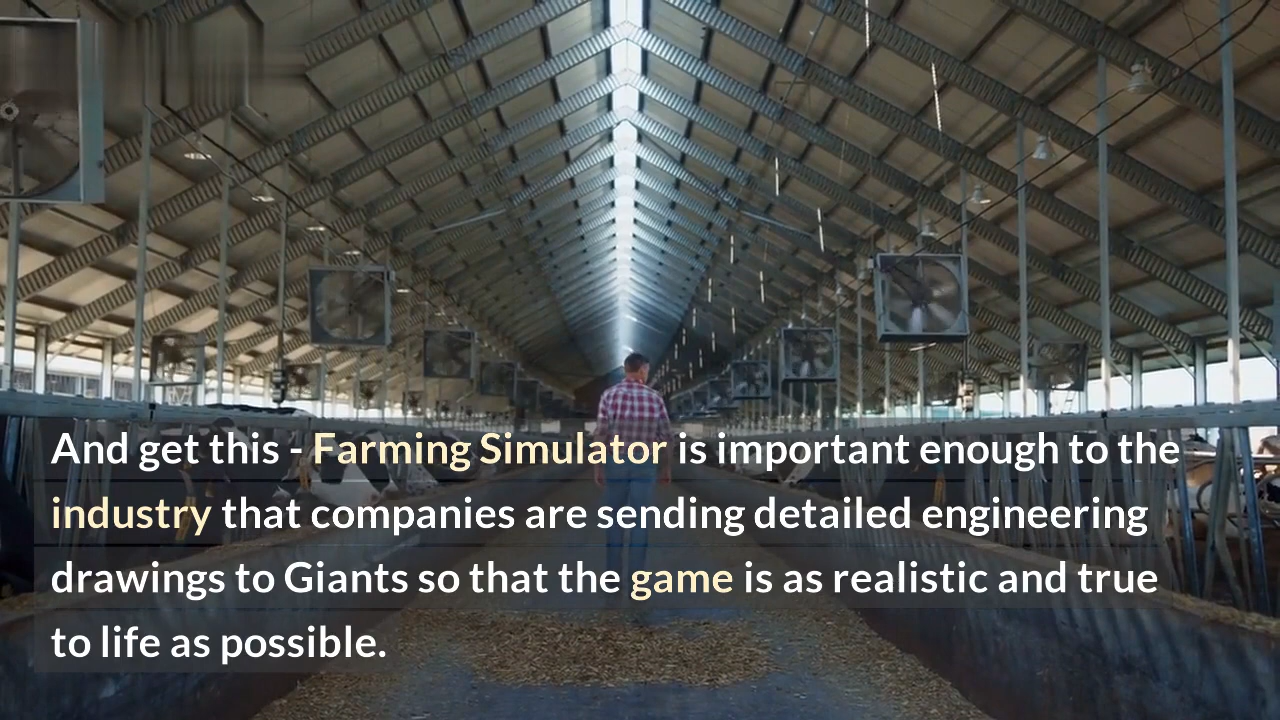 And get this - Farming Simulator is important enough to the
industry that companies are sending detailed engineering
drawings to Giants so that the game is as realistic and true
to life as possible.